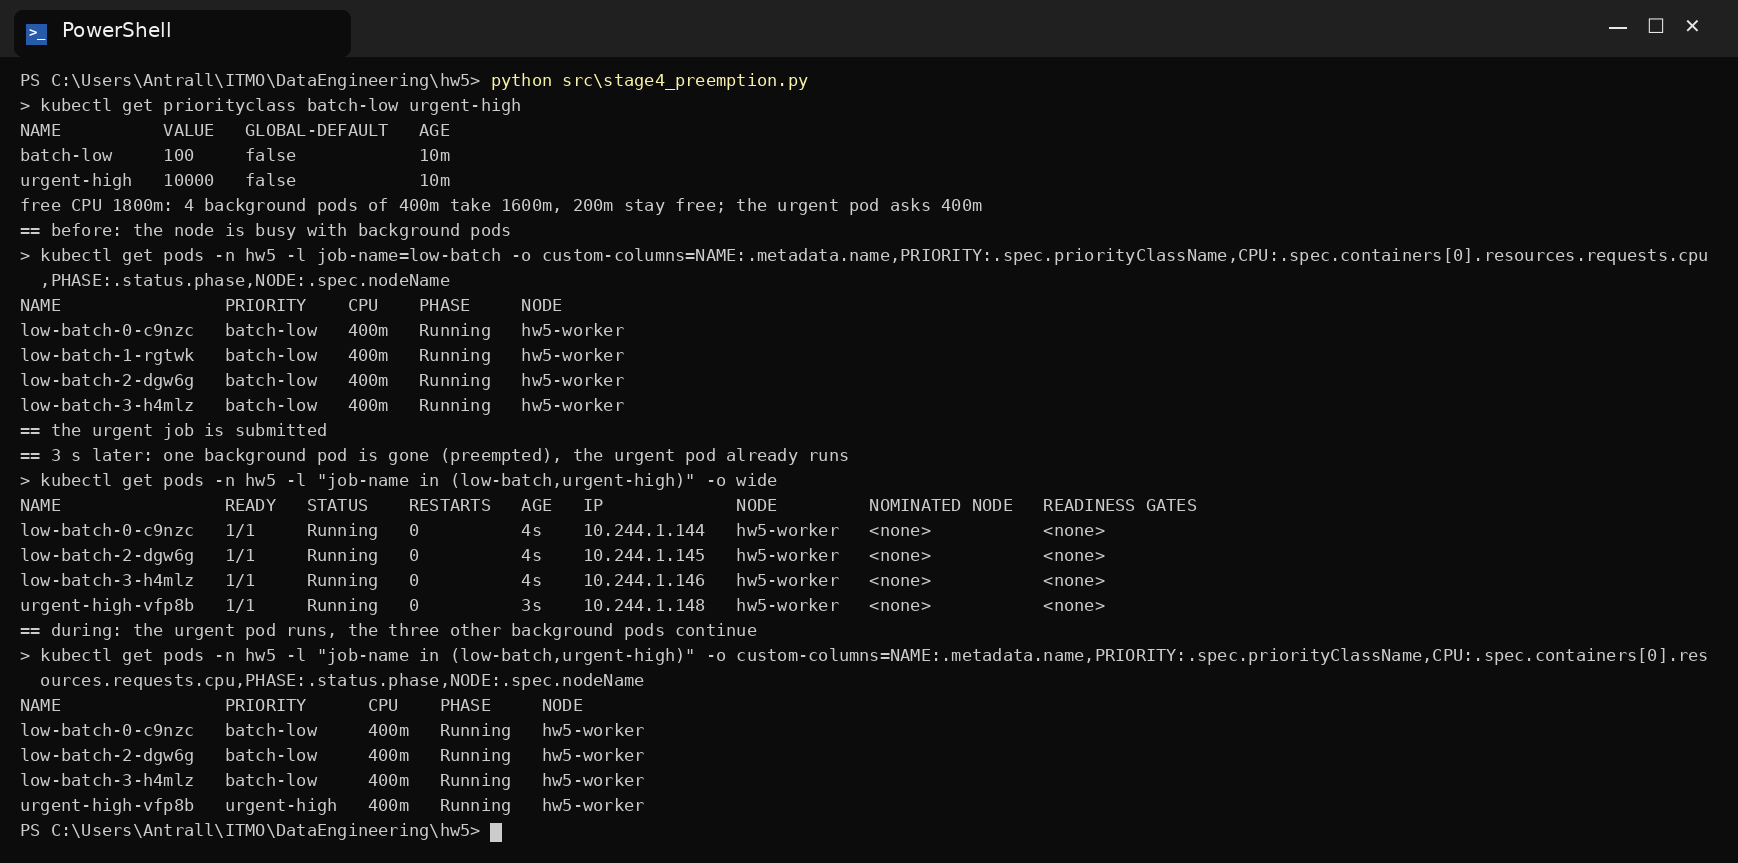 >_ PowerShell
PS C:\Users\Antrall\ITMO\DataEngineering\hw5> python src\stage4_preemption.py
> kubectl get priorityclass batch-low urgent-high
NAME          VALUE   GLOBAL-DEFAULT   AGE
batch-low     100     false            10m
urgent-high   10000   false            10m
free CPU 1800m: 4 background pods of 400m take 1600m, 200m stay free; the urgent pod asks 400m
== before: the node is busy with background pods
> kubectl get pods -n hw5 -l job-name=low-batch -o custom-columns=NAME:.metadata.name,PRIORITY:.spec.priorityClassName,CPU:.spec.containers[0].resources.requests.cpu
  ,PHASE:.status.phase,NODE:.spec.nodeName
NAME                PRIORITY    CPU    PHASE     NODE
low-batch-0-c9nzc   batch-low   400m   Running   hw5-worker
low-batch-1-rgtwk   batch-low   400m   Running   hw5-worker
low-batch-2-dgw6g   batch-low   400m   Running   hw5-worker
low-batch-3-h4mlz   batch-low   400m   Running   hw5-worker
== the urgent job is submitted
== 3 s later: one background pod is gone (preempted), the urgent pod already runs
> kubectl get pods -n hw5 -l "job-name in (low-batch,urgent-high)" -o wide
NAME                READY   STATUS    RESTARTS   AGE   IP             NODE         NOMINATED NODE   READINESS GATES
low-batch-0-c9nzc   1/1     Running   0          4s    10.244.1.144   hw5-worker   <none>           <none>
low-batch-2-dgw6g   1/1     Running   0          4s    10.244.1.145   hw5-worker   <none>           <none>
low-batch-3-h4mlz   1/1     Running   0          4s    10.244.1.146   hw5-worker   <none>           <none>
urgent-high-vfp8b   1/1     Running   0          3s    10.244.1.148   hw5-worker   <none>           <none>
== during: the urgent pod runs, the three other background pods continue
> kubectl get pods -n hw5 -l "job-name in (low-batch,urgent-high)" -o custom-columns=NAME:.metadata.name,PRIORITY:.spec.priorityClassName,CPU:.spec.containers[0].res
  ources.requests.cpu,PHASE:.status.phase,NODE:.spec.nodeName
NAME                PRIORITY      CPU    PHASE     NODE
low-batch-0-c9nzc   batch-low     400m   Running   hw5-worker
low-batch-2-dgw6g   batch-low     400m   Running   hw5-worker
low-batch-3-h4mlz   batch-low     400m   Running   hw5-worker
urgent-high-vfp8b   urgent-high   400m   Running   hw5-worker
PS C:\Users\Antrall\ITMO\DataEngineering\hw5>